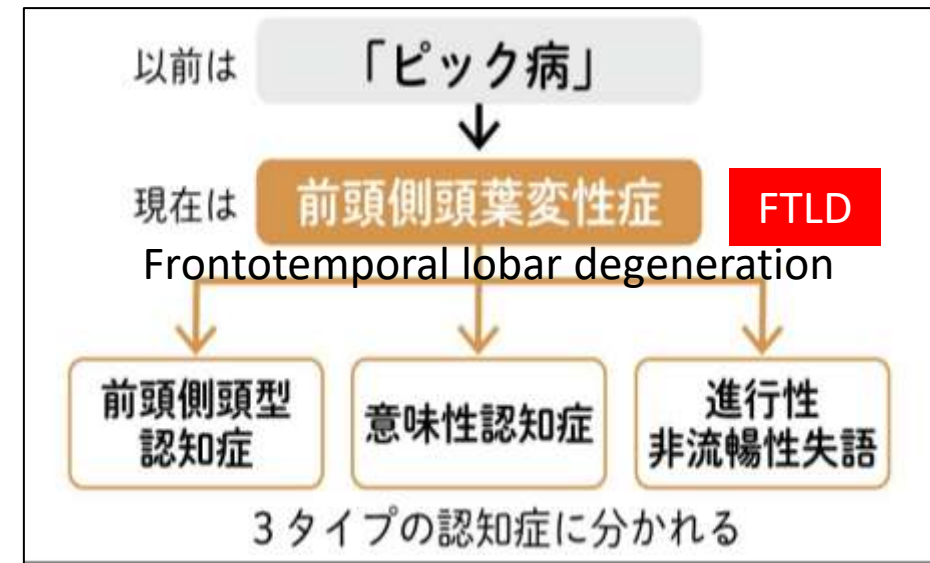 以前は 「ピック病」
現在は 前頭側頭葉変性症 FTLD
Frontotemporal lobar degeneration
前頭側頭型
認知症
意味性認知症
進行性
非流暢性失語
3タイプの認知症に分かれる